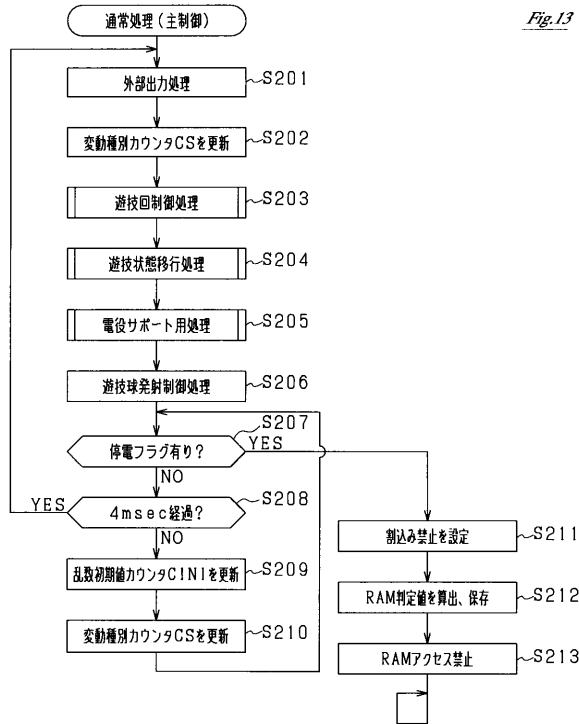 Fig.13
通常処理(主制御)
外部出力処理
S201
変動種別カウンタCSを更新
S202
遊技回制御処理
S203
遊技状態移行処理
S204
電役サポート用処理
S205
遊技球発射制御処理
S206
S207
停電フラグ有り?
YES
NO
S208
YES
4msec経過?
NO
乱数初期値カウンタCINIを更新
S209
変動種別カウンタCSを更新
S210
割込み禁止を設定
S211
RAM判定値を算出、保存
S212
RAMアクセス禁止
S213